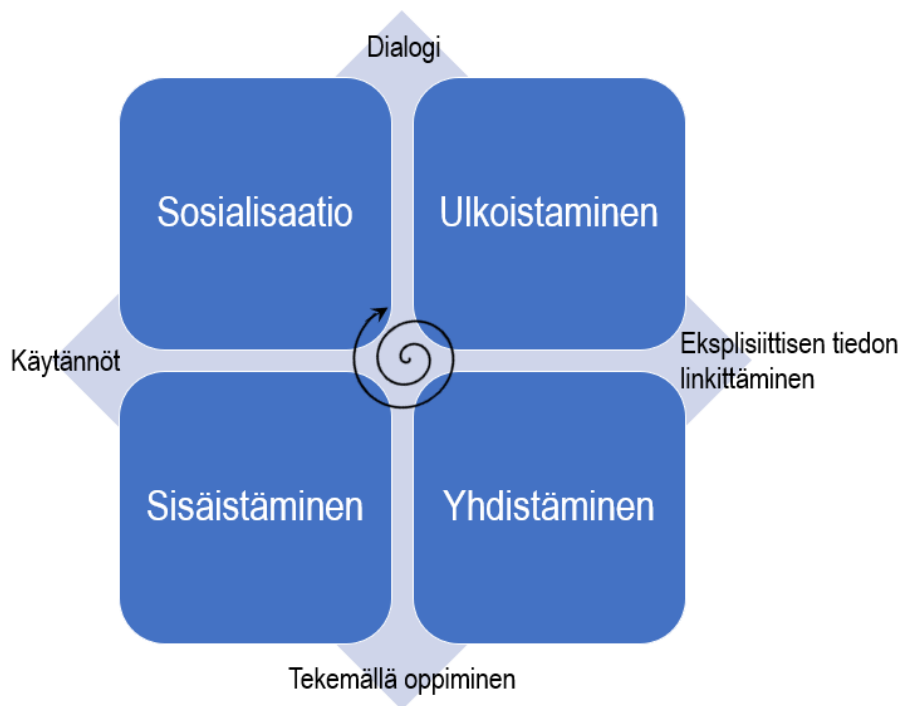 Dialogi
Sosialisaatio
Ulkoistaminen
Käytännöt
Eksplisiittisen tiedon
linkittäminen
Sisäistäminen
Yhdistäminen
Tekemällä oppiminen